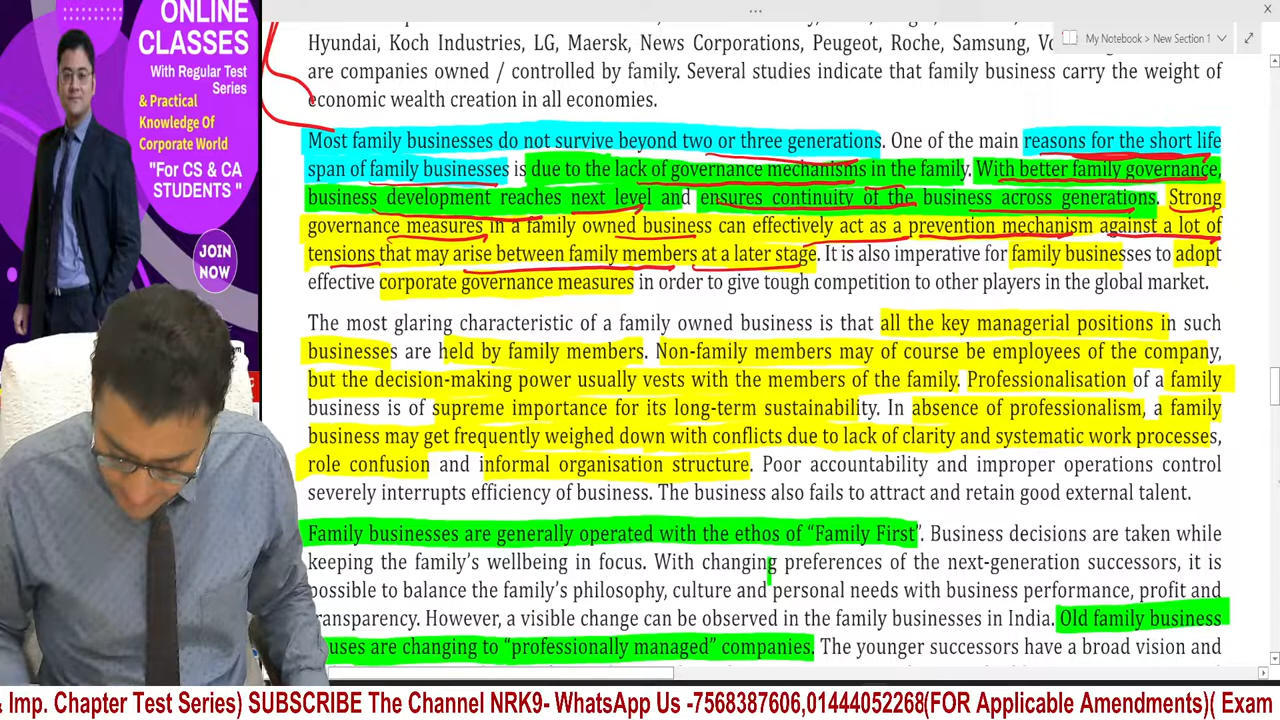 ONLINE
CLASSES
With Regular Test
Series
& Practical
Knowledge Of
Corporate World
"For CS & CA
STUDENTS "
JOIN
NOW
My Notebook > New Section 1
Hyundai, Koch Industries, LG, Maersk, News Corporations, Peugeot, Roche, Samsung,
are companies owned / controlled by family. Several studies indicate that family business carry the weight of
economic wealth creation in all economies.
Most family businesses do not survive beyond two or three generations. One of the main reasons for the short life
span of family businesses is due to the lack of governance mechanisms in the family. With better family governance,
business development reaches next level and ensures continuity of the business across generations. Strong
governance measures in a family owned business can effectively act as a prevention mechanism against a lot of
tensions that may arise between family members at a later stage. It is also imperative for family businesses to adopt
effective corporate governance measures in order to give tough competition to other players in the global market.
The most glaring characteristic of a family owned business is that all the key managerial positions in such
businesses are held by family members. Non-family members may of course be employees of the company,
but the decision-making power usually vests with the members of the family. Professionalisation of a family
business is of supreme importance for its long-term sustainability. In absence of professionalism, a family
business may get frequently weighed down with conflicts due to lack of clarity and systematic work processes,
role confusion and informal organisation structure. Poor accountability and improper operations control
severely interrupts efficiency of business. The business also fails to attract and retain good external talent.
Family businesses are generally operated with the ethos of “Family First”. Business decisions are taken while
keeping the family’s wellbeing in focus. With changing preferences of the next-generation successors, it is
possible to balance the family’s philosophy, culture and personal needs with business performance, profit and
transparency. However, a visible change can be observed in the family businesses in India. Old family business
uses are changing to “professionally managed” companies. The younger successors have a broad vision and
& Imp. Chapter Test Series) SUBSCRIBE The Channel NRK9- WhatsApp Us -7568387606,01444052268(FOR Applicable Amendments)( Exam